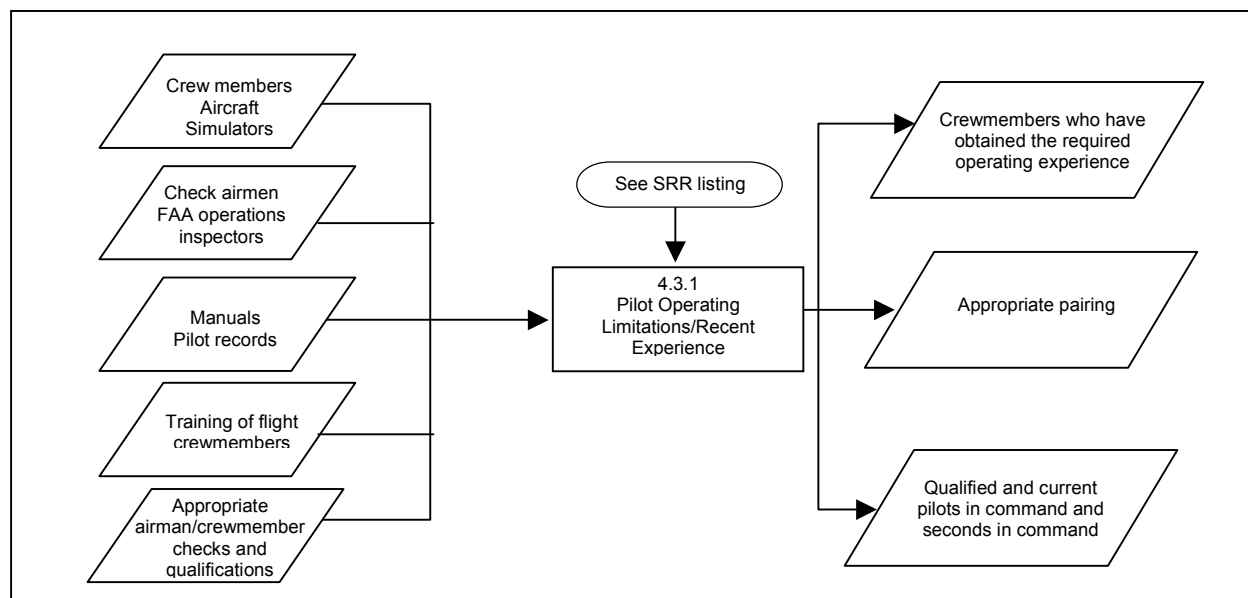 Crew members
Aircraft
Simulators
Check airmen
FAA operations
inspectors
Manuals
Pilot records
Training of flight
crewmembers
Appropriate
airman/crewmember
checks and
qualifications
See SRR listing
4.3.1
Pilot Operating
Limitations/Recent
Experience
Crewmembers who have
obtained the required
operating experience
Appropriate pairing
Qualified and current
pilots in command and
seconds in command